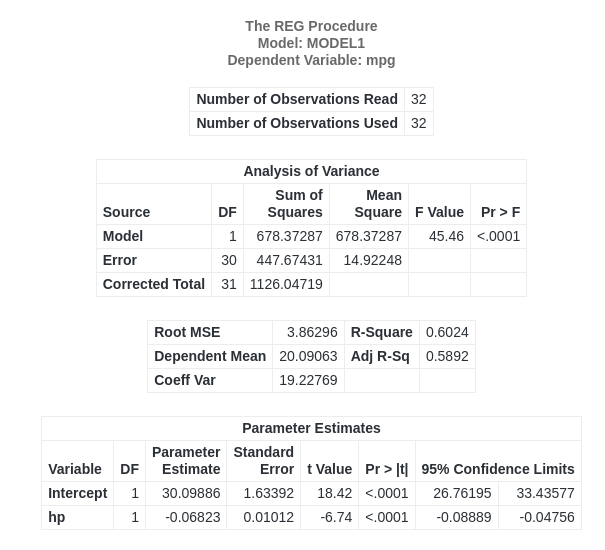 The REG Procedure
Model: MODEL1
Dependent Variable: mpg
Number of Observations Read 32
Number of Observations Used 32
Analysis of Variance
Source DF Sum of Squares Mean Square F Value Pr > F
Model 1 678.37287 678.37287 45.46 <.0001
Error 30 447.67431 14.92248
Corrected Total 31 1126.04719
Root MSE 3.86296 R-Square 0.6024
Dependent Mean 20.09063 Adj R-Sq 0.5892
Coeff Var 19.22769
Parameter Estimates
Variable DF Parameter Estimate Standard Error t Value Pr > |t| 95% Confidence Limits
Intercept 1 30.09886 1.63392 18.42 <.0001 26.76195 33.43577
hp 1 -0.06823 0.01012 -6.74 <.0001 -0.08889 -0.04756